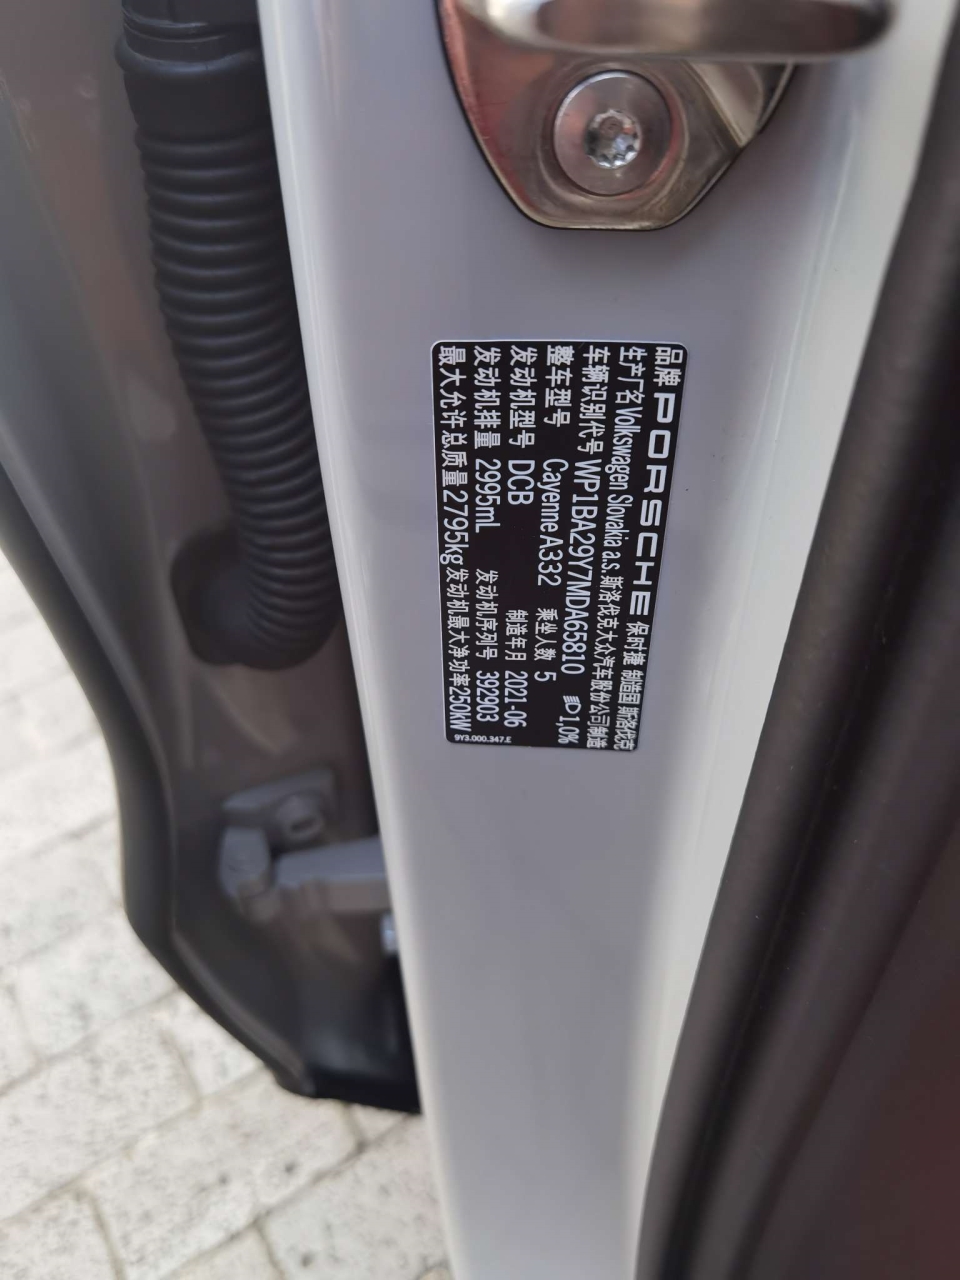 品牌 PORSCHE 保时捷 制造国 斯洛伐克
生产厂名 Volkswagen Slovakia a.s. 斯洛伐克大众汽车股份公司制造
车辆识别代号 WP1BA29Y7MDA65810 1,0%
整车型号 Cayenne A332 乘坐人数 5
发动机型号 DCB 制造年月 2021-06
发动机排量 2995mL 发动机序列号 392903
最大允许总质量 2795kg 发动机最大净功率 250kW
9Y3.000.347.E